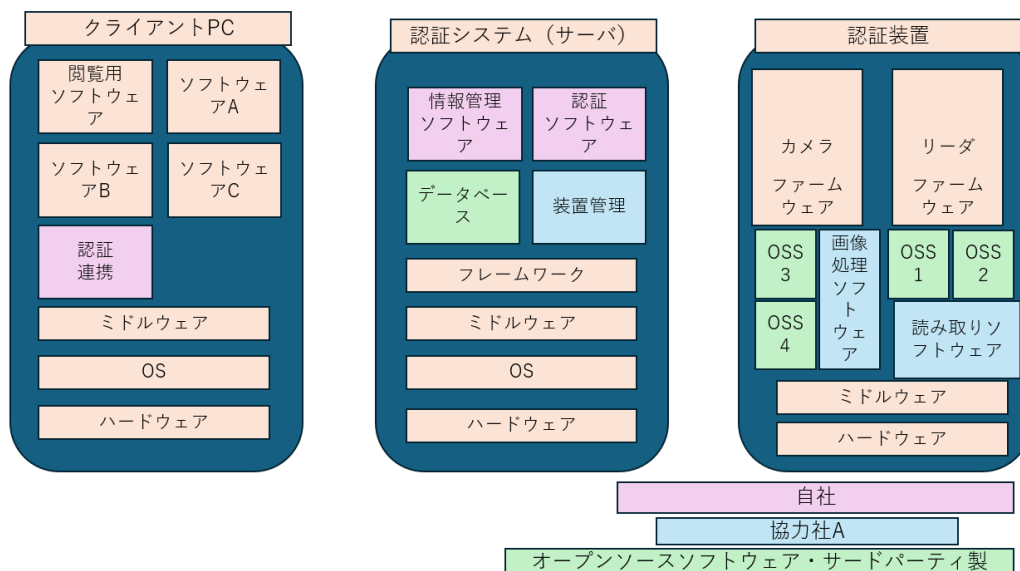 クライアントPC
閲覧用
ソフトウェ
ア
ソフトウェ
アA
ソフトウェ
アB
ソフトウェ
アC
認証
連携
ミドルウェア
OS
ハードウェア
認証システム（サーバ）
情報管理
ソフトウェ
ア
認証
ソフトウェ
ア
データベー
ス
装置管理
フレームワーク
ミドルウェア
OS
ハードウェア
認証装置
カメラ
ファーム
ウェア
リーダ
ファーム
ウェア
OSS
3
OSS
4
画像
処理
ソフ
ト
ウェ
ア
OSS
1
OSS
2
読み取りソ
フトウェア
ミドルウェア
ハードウェア
自社
協力社A
オープンソースソフトウェア・サードパーティ製